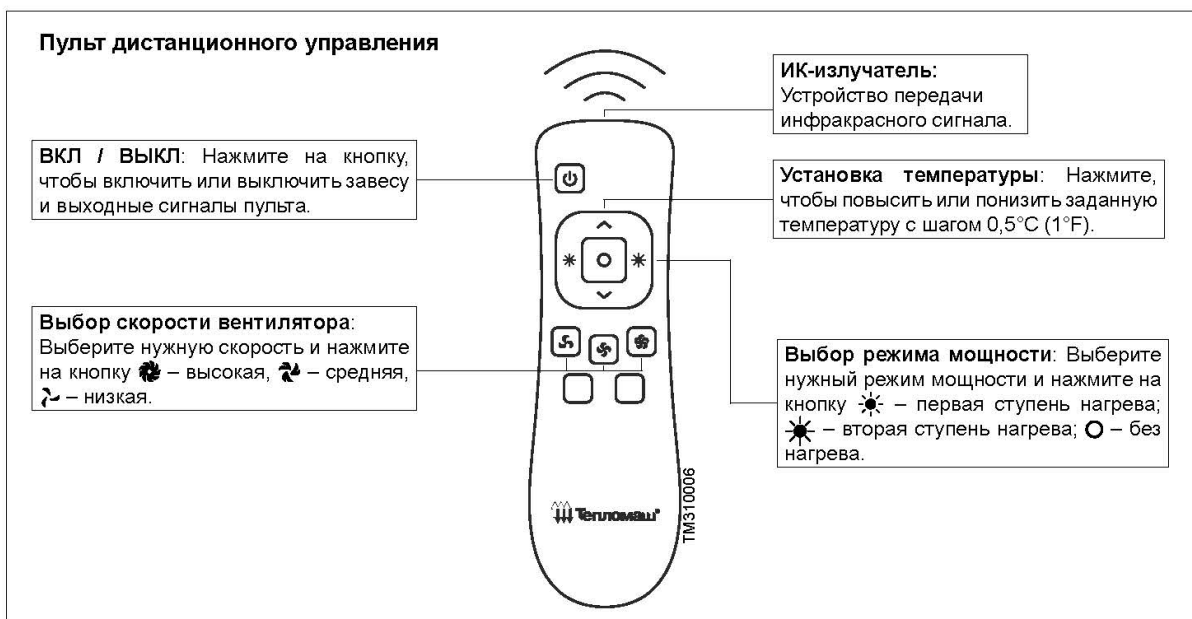 Пульт дистанционного управления
ИК-излучатель:
Устройство передачи
инфракрасного сигнала.
ВКЛ / ВЫКЛ: Нажмите на кнопку,
чтобы включить или выключить завесу
и выходные сигналы пульта.
Установка температуры: Нажмите,
чтобы повысить или понизить заданную
температуру с шагом 0,5°C (1°F).
Выбор скорости вентилятора:
Выберите нужную скорость и нажмите
на кнопку – высокая, – средняя,
– низкая.
Выбор режима мощности: Выберите
нужный режим мощности и нажмите на
кнопку – первая ступень нагрева;
– вторая ступень нагрева; – без
нагрева.
Тепломаш®
TM310006